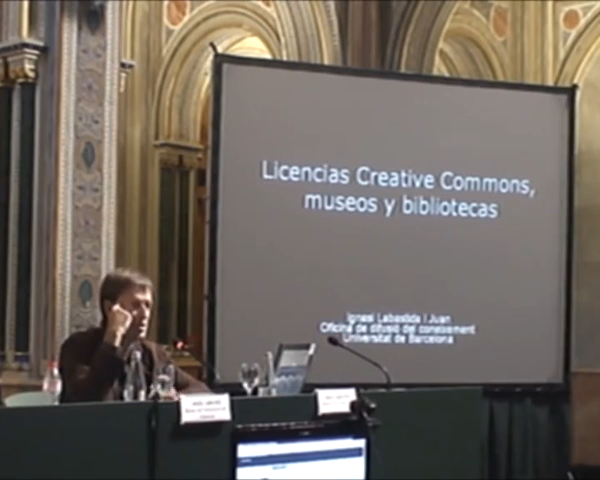 Licencias Creative Commons,
museos y bibliotecas
Ignasi Labastida i Juan
Oficina de difusió del coneixement
Universitat de Barcelona